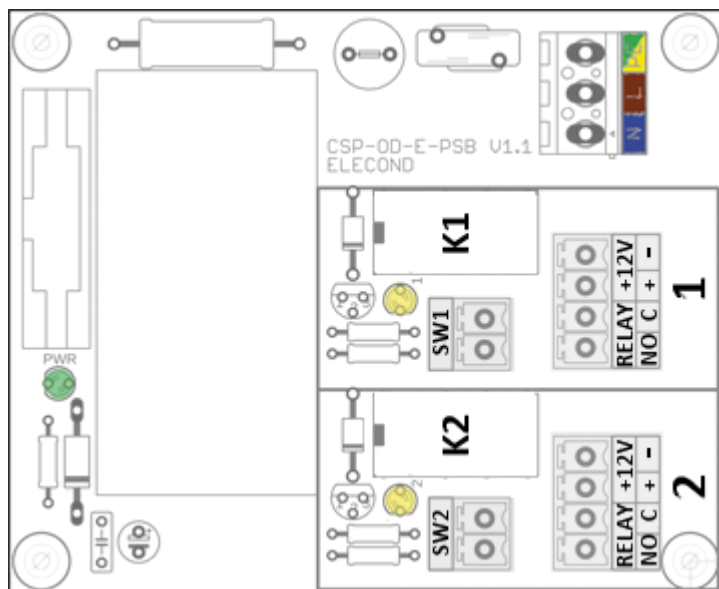 PE
L
N
CSP-OD-E-PSB V1.1
ELECOND
K1
1
SW1
RELAY +12V
NO C + -
1
PWR
K2
2
SW2
RELAY +12V
NO C + -
2